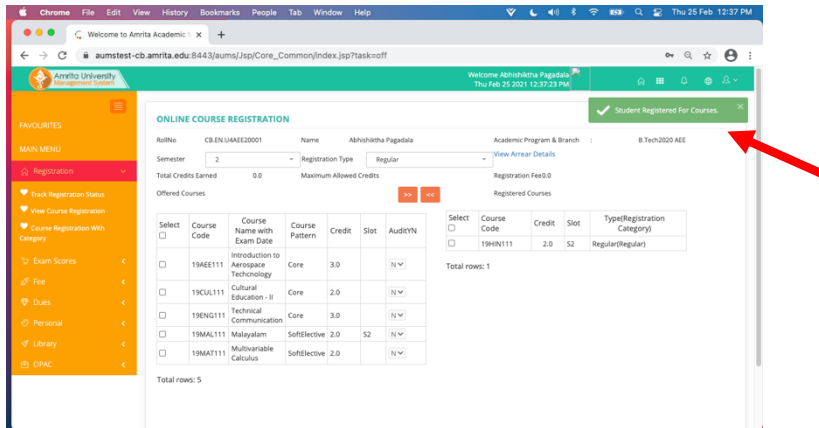 Chrome File Edit View History Bookmarks People Tab Window Help Thu 25 Feb 12:37 PM
Welcome to Amrita Academic
aumstest-cb.amrita.edu:8443/aums/Jsp/Core_Common/index.jsp?task=off
Amrita University
Management System
Welcome Abhishiktha Pagadala
Thu Feb 25 2021 12:37:23 PM
Student Registered For Courses.
FAVOURITES
MAIN MENU
Registration
Track Registration Status
View Course Registration
Course Registration With
Category
Exam Scores
Fee
Dues
Personal
Library
OPAC
ONLINE COURSE REGISTRATION
RollNo CB.EN.U4AEE20001 Name Abhishiktha Pagadala Academic Program & Branch : B.Tech2020 AEE
Semester 2 Registration Type Regular View Arrear Details
Total Credits Earned 0.0 Maximum Allowed Credits Registration Fee0.0
Offered Courses >> << Registered Courses
Select Course Code Course Name with Exam Date Course Pattern Credit Slot AuditYN
19AEE111 Introduction to Aerospace Techcnology Core 3.0 N
19CUL111 Cultural Education - II Core 2.0 N
19ENG111 Technical Communication Core 3.0 N
19MAL111 Malayalam SoftElective 2.0 S2 N
19MAT111 Multivariable Calculus SoftElective 2.0 N
Total rows: 5
Select Course Code Credit Slot Type(Registration Category)
19HIN111 2.0 S2 Regular(Regular)
Total rows: 1